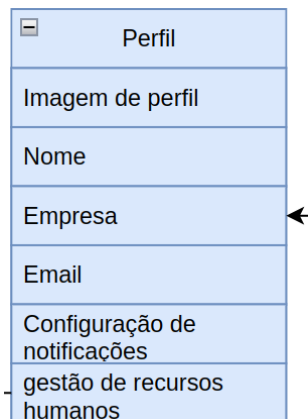 Perfil
Imagem de perfil
Nome
Empresa
Email
Configuração de
notificações
gestão de recursos
humanos